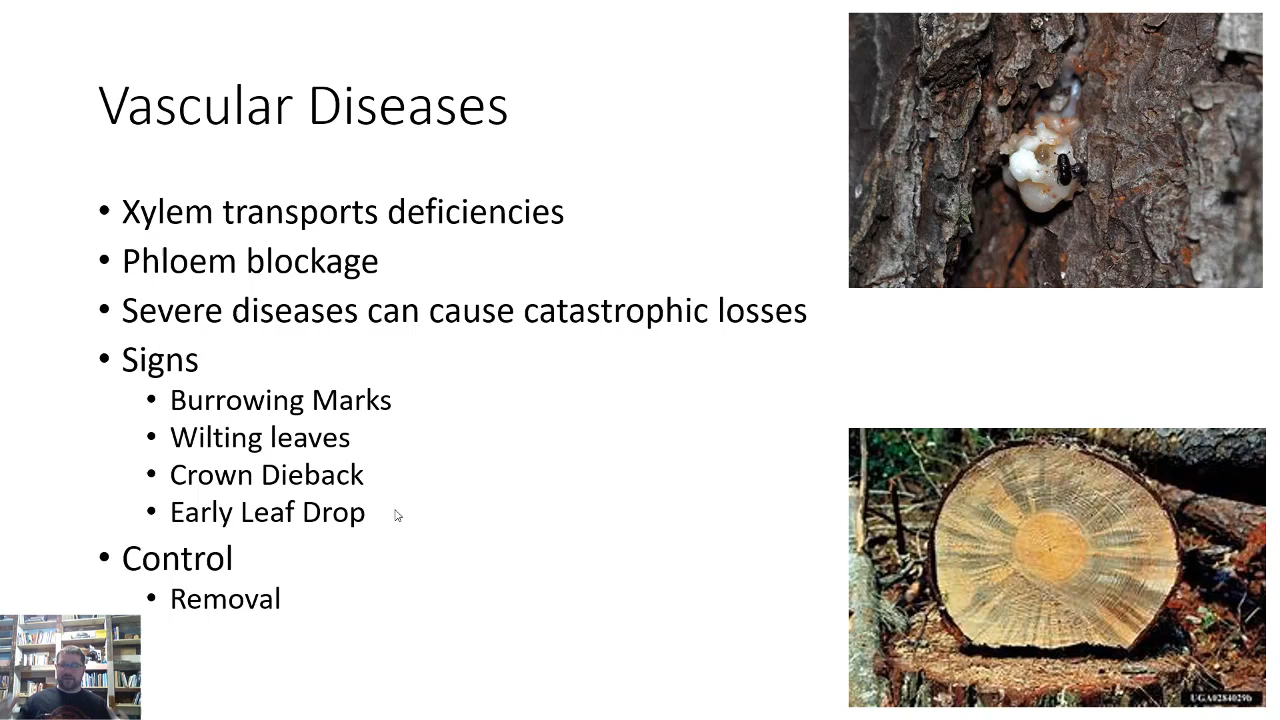 Vascular Diseases
• Xylem transports deficiencies
• Phloem blockage
• Severe diseases can cause catastrophic losses
• Signs
• Burrowing Marks
• Wilting leaves
• Crown Dieback
• Early Leaf Drop
• Control
• Removal
UGA0284029b